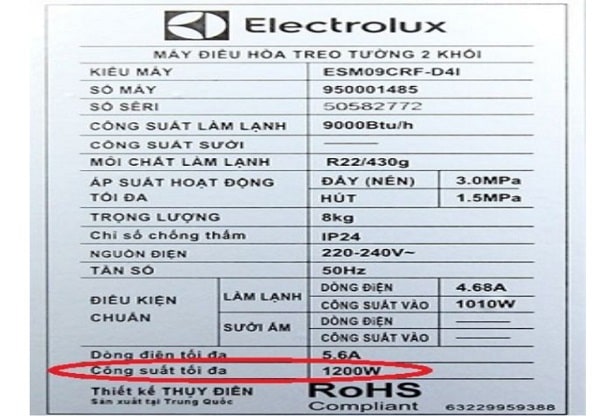 Electrolux
MÁY ĐIỀU HÒA TREO TƯỜNG 2 KHỐI
KIỂU MÁY ESM09CRF-D4I
SỐ MÁY 950001485
SỐ SÊRI 50582772
CÔNG SUẤT LÀM LẠNH 9000Btu/h
CÔNG SUẤT SƯỞI ———
MÔI CHẤT LÀM LẠNH R22/430g
ÁP SUẤT HOẠT ĐỘNG ĐẨY (NÉN) 3.0MPa
TỐI ĐA HÚT 1.5MPa
TRỌNG LƯỢNG 8kg
Chỉ số chống thấm IP24
NGUỒN ĐIỆN 220-240V~
TẦN SỐ 50Hz
ĐIỀU KIỆN CHUẨN LÀM LẠNH DÒNG ĐIỆN 4.68A
CÔNG SUẤT VÀO 1010W
SƯỞI ẤM DÒNG ĐIỆN ———
CÔNG SUẤT VÀO ———
Dòng điện tối đa 5.6A
Công suất tối đa 1200W
Thiết kế THỤY ĐIỂN RoHS
Sản xuất tại Trung Quốc Compliant 63229959388